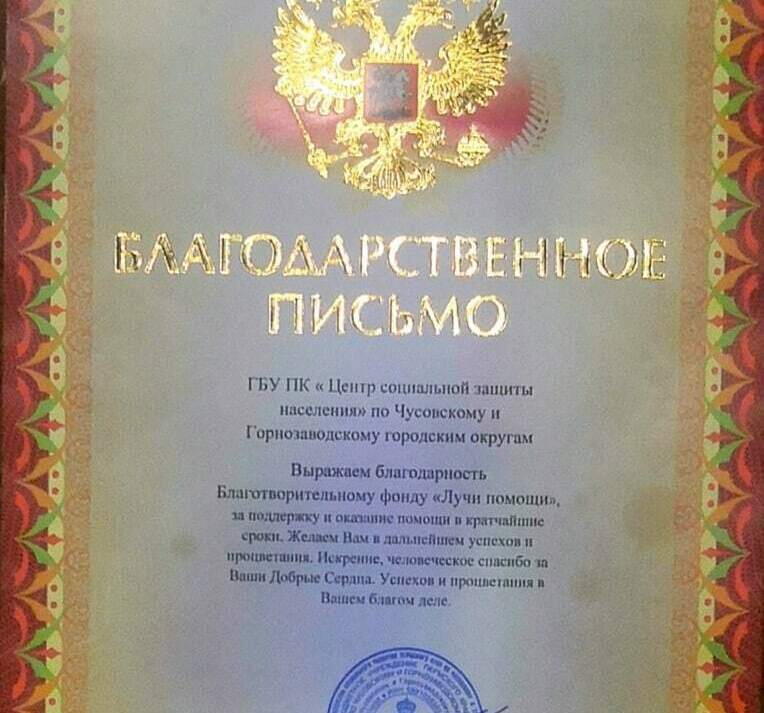 БЛАГОДАРСТВЕННОЕ
ПИСЬМО
ГБУ ПК « Центр социальной защиты
населения» по Чусовскому и
Горнозаводскому городским округам
Выражаем благодарность
Благотворительному фонду «Лучи помощи»,
за поддержку и оказание помощи в кратчайшие
сроки. Желаем Вам в дальнейшем успехов и
процветания. Искренне, человеческое спасибо за
Ваши Добрые Сердца. Успехов и процветания в
Вашем благом деле.